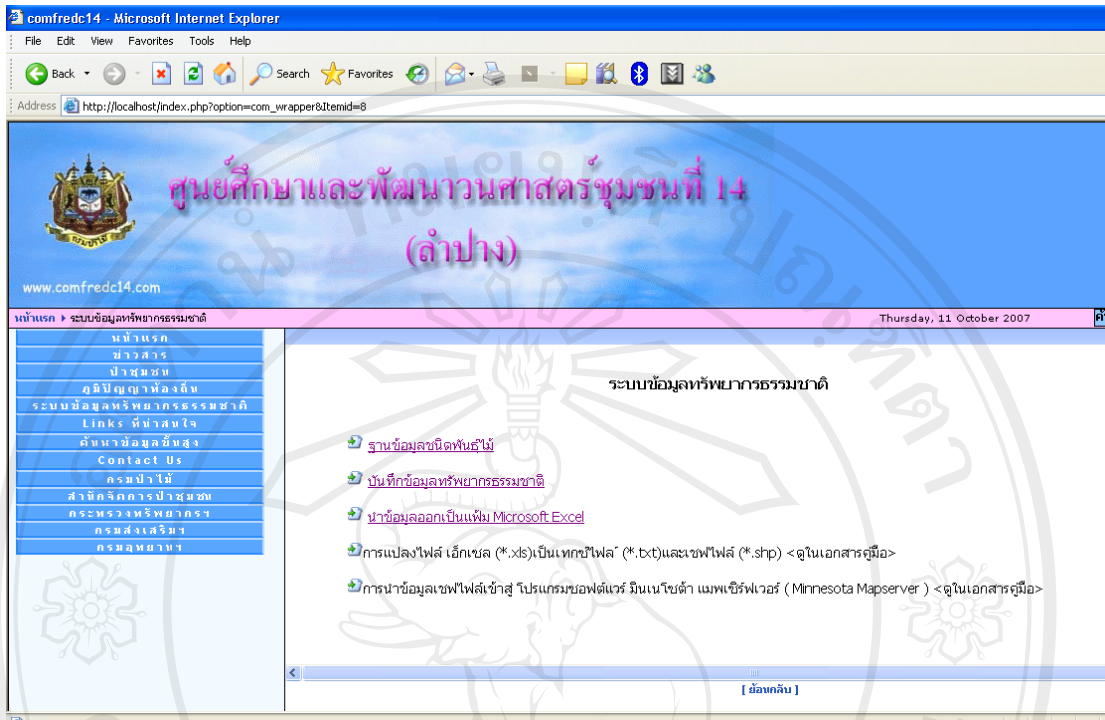 comfredc14 - Microsoft Internet Explorer
File Edit View Favorites Tools Help
Back Search Favorites
Address http://localhost/index.php?option=com_wrapper&Itemid=8
ศูนย์ศึกษาและพัฒนาวนศาสตร์ชุมชนที่ 14
(ลำปาง)
กรมป่าไม้
www.comfredc14.com
หน้าแรก ระบบข้อมูลทรัพยากรธรรมชาติ Thursday, 11 October 2007
หน้าแรก
ข่าวสาร
ป่าชุมชน
ภูมิปัญญาท้องถิ่น
ระบบข้อมูลทรัพยากรธรรมชาติ
Links ที่น่าสนใจ
ค้นหาข้อมูลขั้นสูง
Contact Us
กรมป่าไม้
สำนักจัดการป่าชุมชน
กระทรวงทรัพยากรฯ
กรมส่งเสริมฯ
กรมอุทยานฯ
ระบบข้อมูลทรัพยากรธรรมชาติ
ฐานข้อมูลชนิดพันธุ์ไม้
บันทึกข้อมูลทรัพยากรธรรมชาติ
นำข้อมูลออกเป็นแฟ้ม Microsoft Excel
การแปลงไฟล์ เอ็กเซล (*.xls)เป็นเทกซ์ไฟล์ (*.txt)และเชฟไฟล์ (*.shp) <ดูในเอกสารคู่มือ>
การนำข้อมูลเชฟไฟล์เข้าสู่ โปรแกรมซอฟต์แวร์ มินเนโซต้า แมพเซิร์ฟเวอร์ ( Minnesota Mapserver ) <ดูในเอกสารคู่มือ>
[ ย้อนกลับ ]